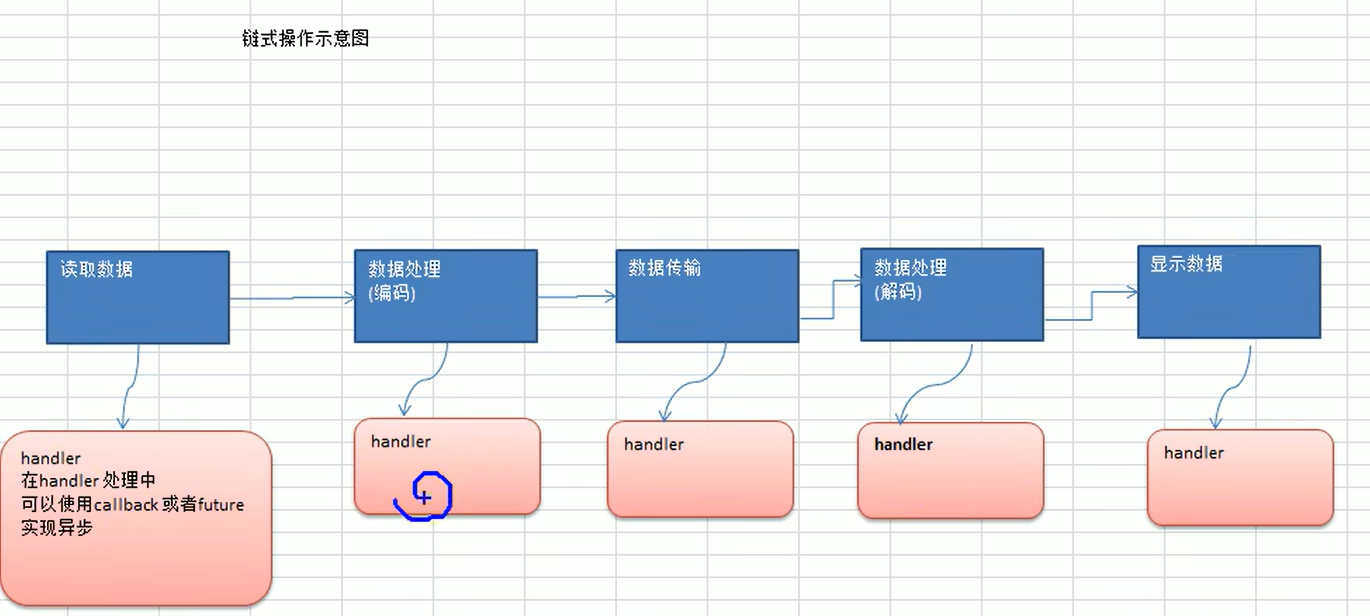 链式操作示意图
读取数据
数据处理
(编码)
数据传输
数据处理
(解码)
显示数据
handler
在handler 处理中
可以使用callback 或者future
实现异步
handler
handler
handler
handler